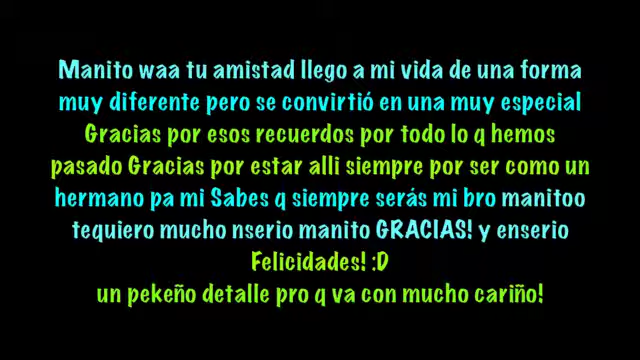 Manito waa tu amistad llego a mi vida de una forma
muy diferente pero se convirtió en una muy especial
Gracias por esos recuerdos por todo lo q hemos
pasado Gracias por estar alli siempre por ser como un
hermano pa mi Sabes q siempre serás mi bro manitoo
tequiero mucho nserio manito GRACIAS! y enserio
Felicidades! :D
un pekeño detalle pro q va con mucho cariño!